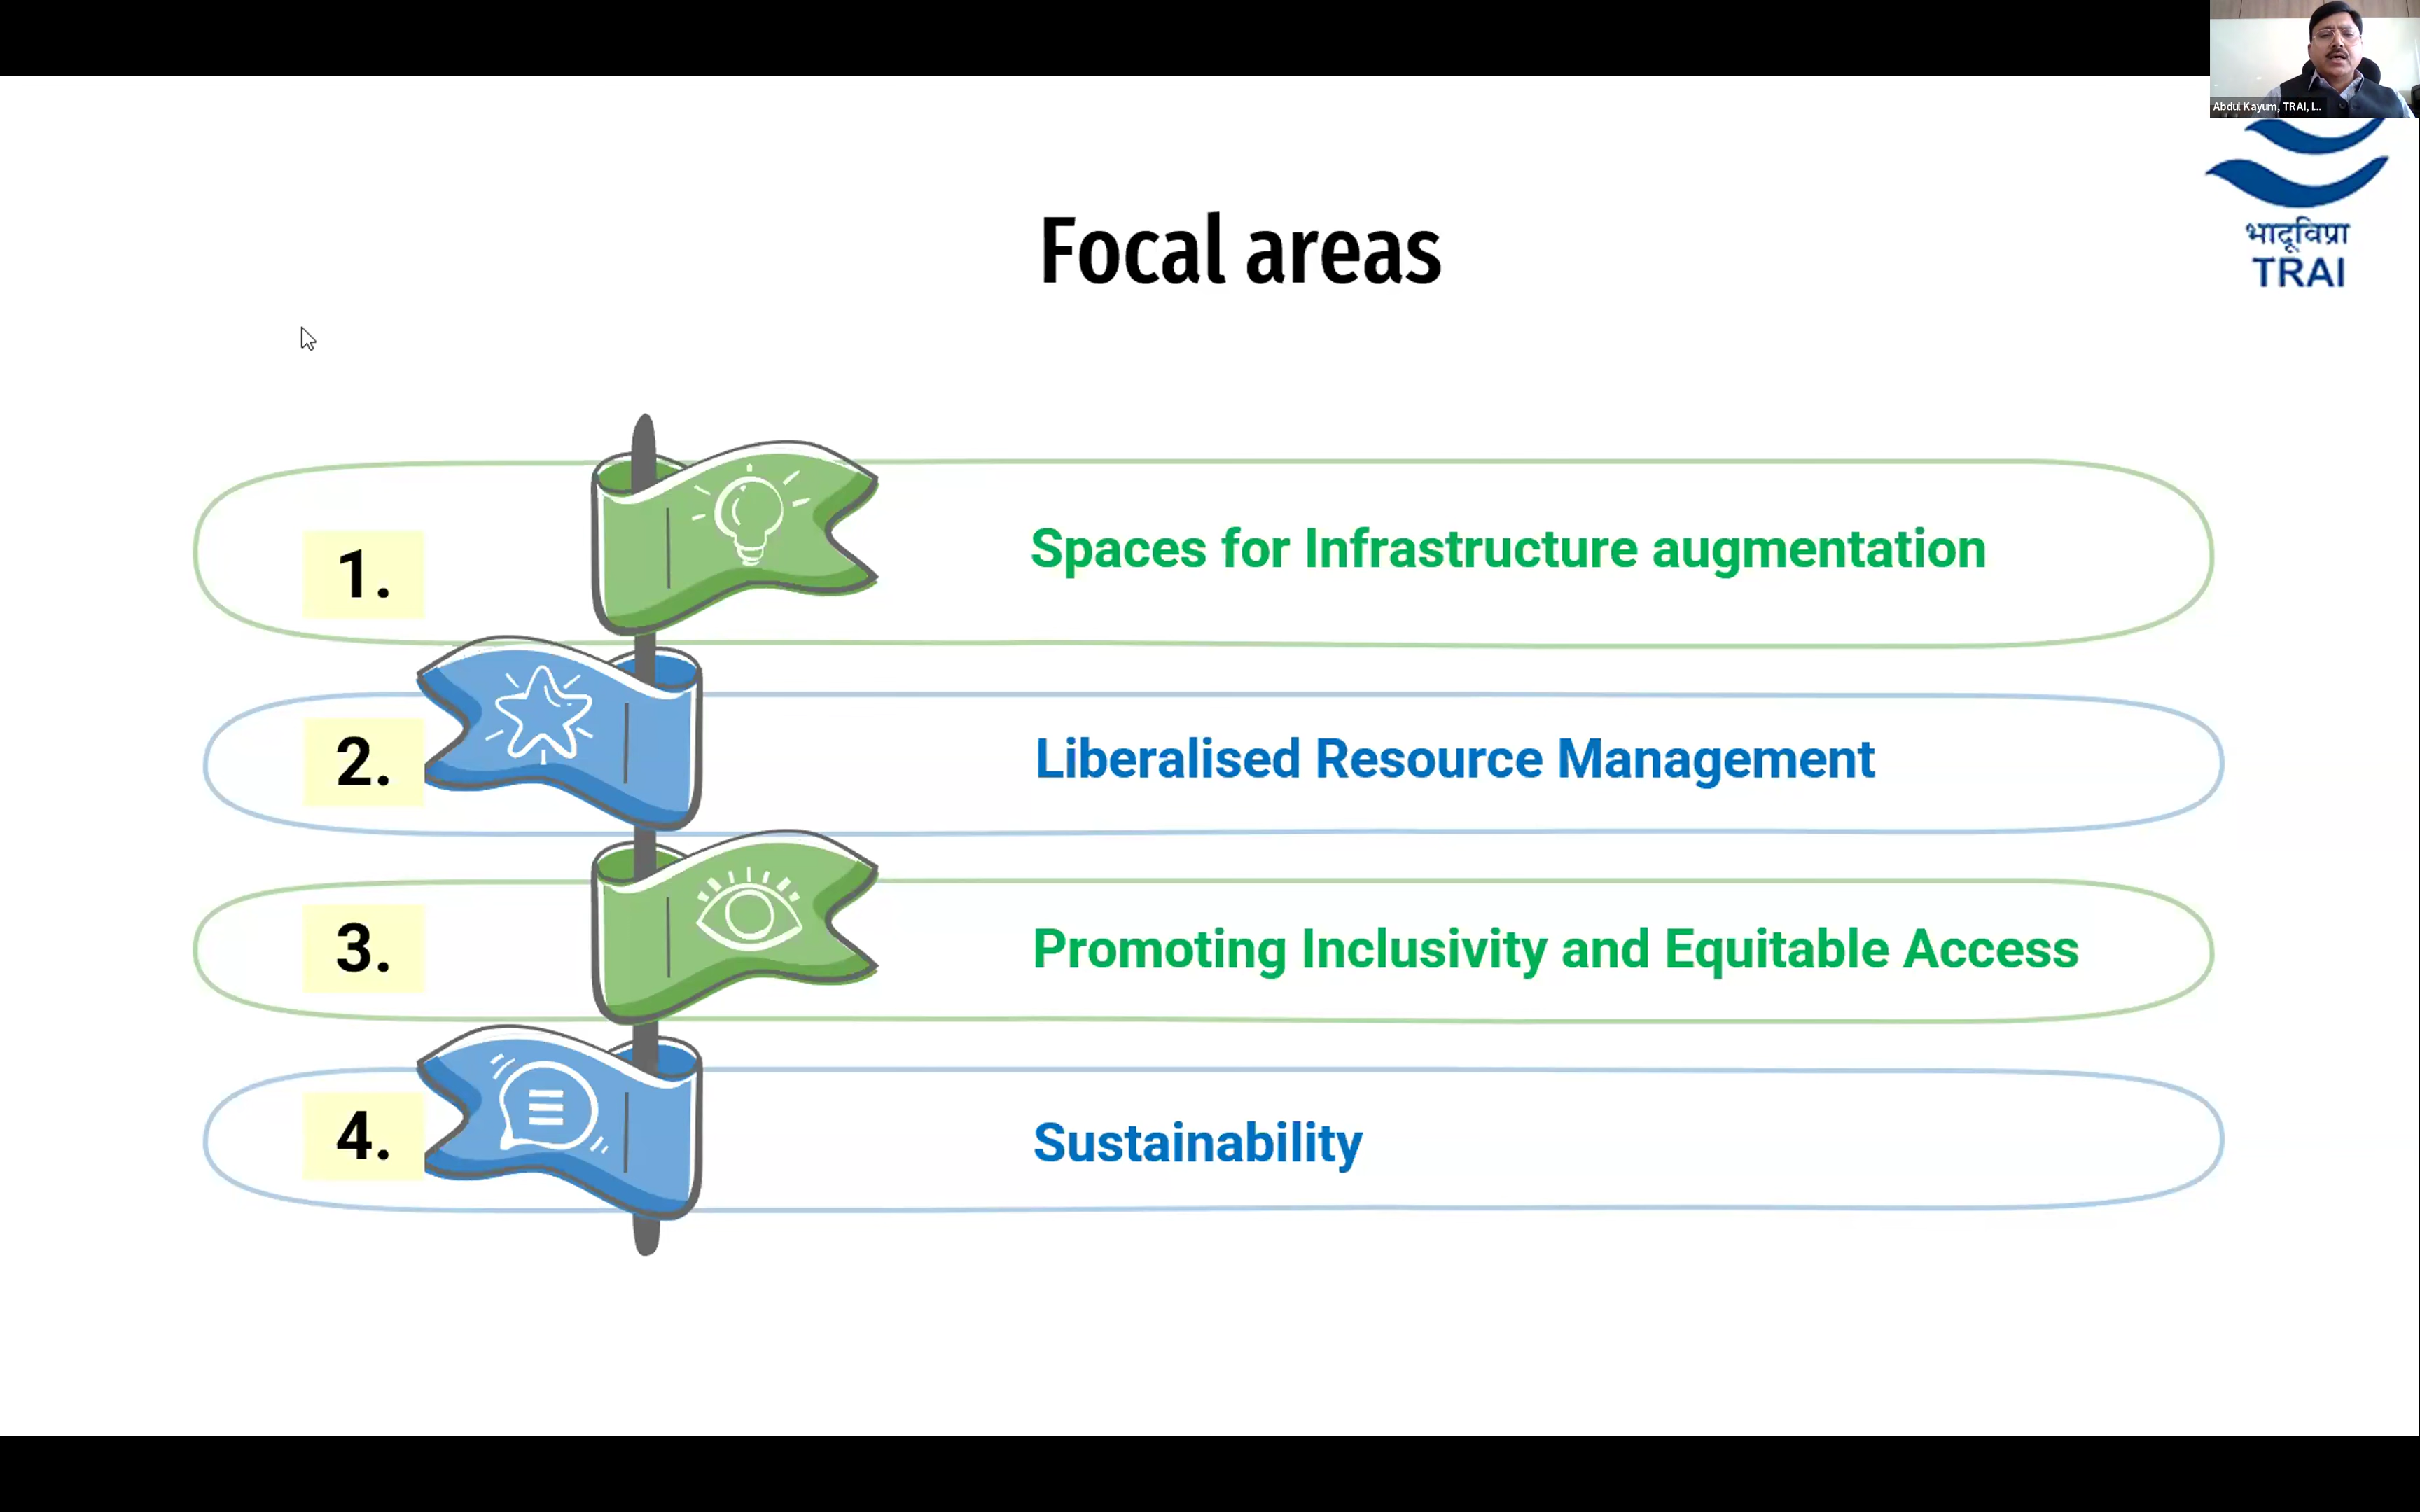 Abdul Kayum, TRAI, I...
भादूविप्रा
TRAI
Focal areas
1. Spaces for Infrastructure augmentation
2. Liberalised Resource Management
3. Promoting Inclusivity and Equitable Access
4. Sustainability